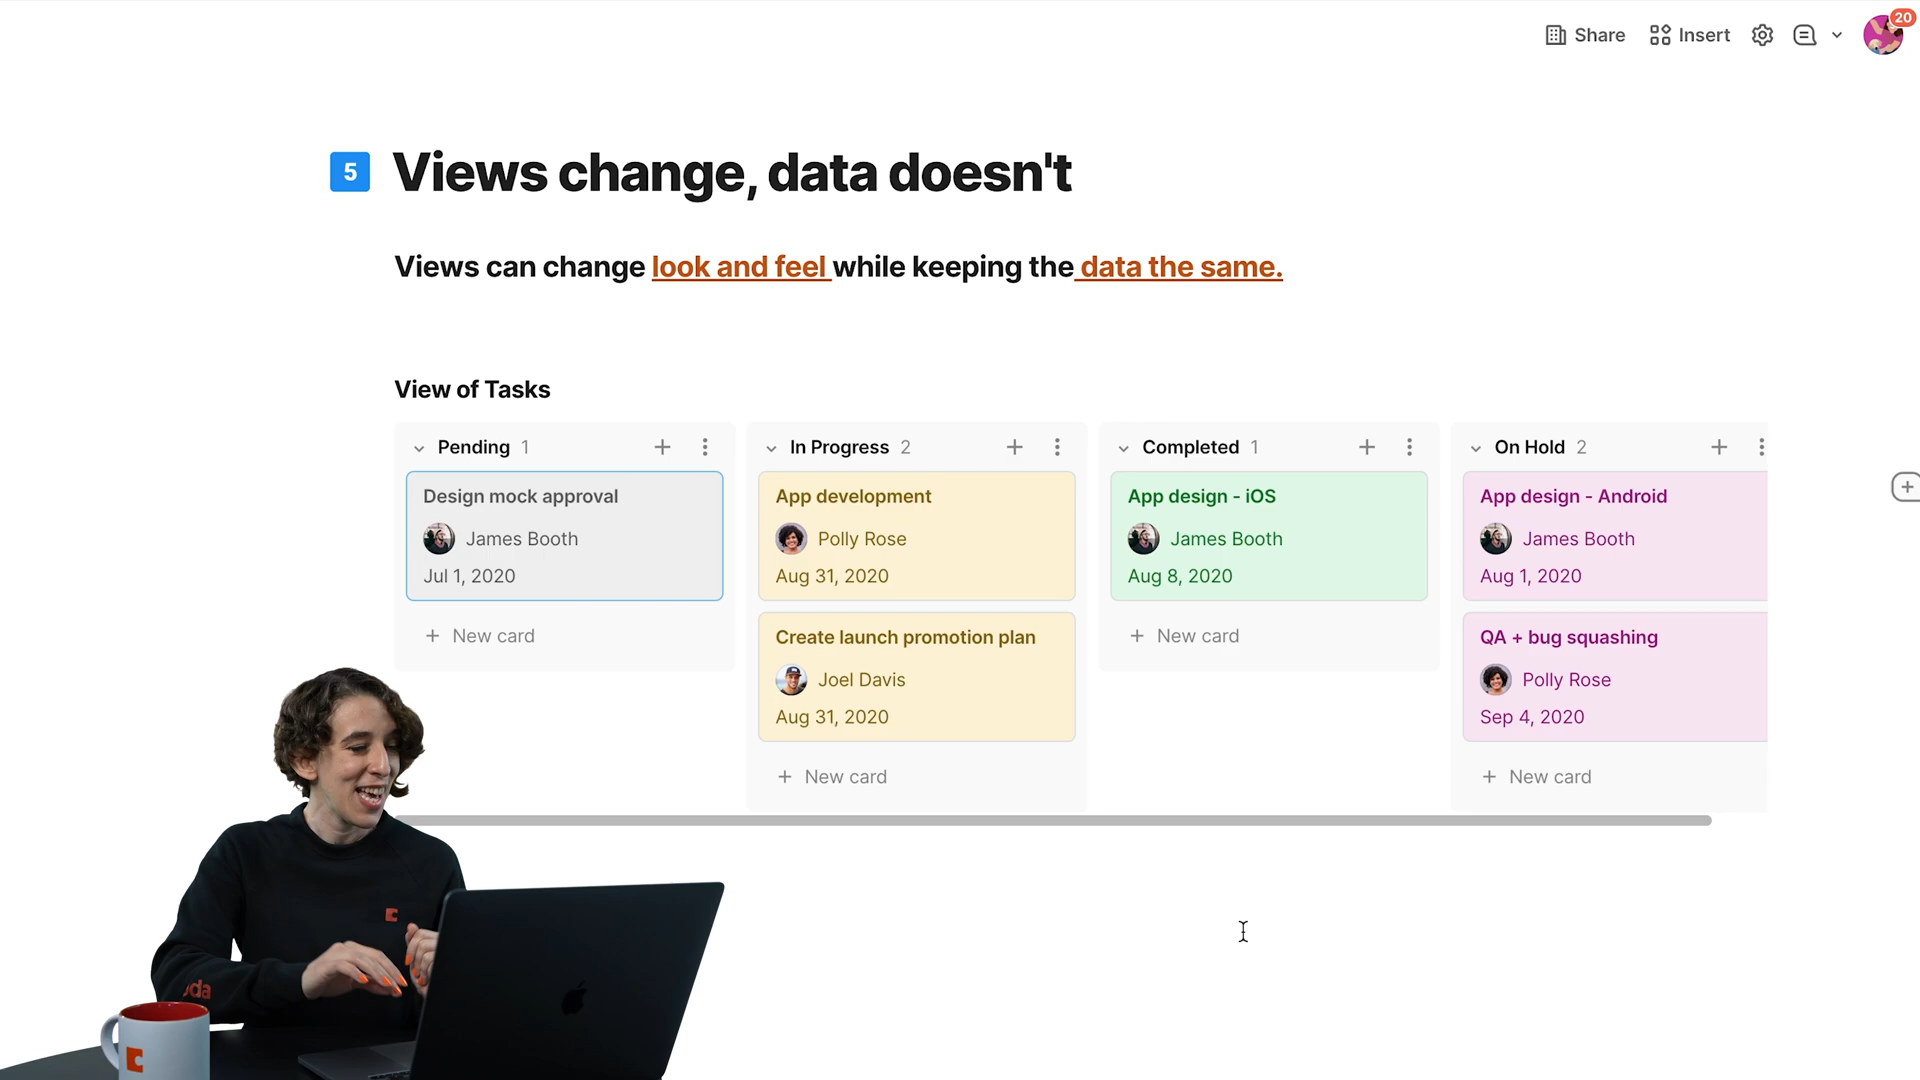 Share Insert 20
5 Views change, data doesn't
Views can change look and feel while keeping the data the same.
View of Tasks
Pending 1
Design mock approval
James Booth
Jul 1, 2020
New card
In Progress 2
App development
Polly Rose
Aug 31, 2020
Create launch promotion plan
Joel Davis
Aug 31, 2020
New card
Completed 1
App design - iOS
James Booth
Aug 8, 2020
New card
On Hold 2
App design - Android
James Booth
Aug 1, 2020
QA + bug squashing
Polly Rose
Sep 4, 2020
New card
oda